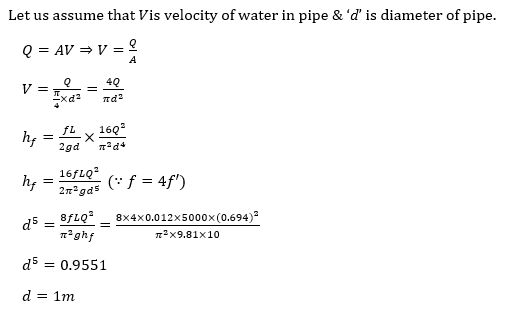 Let us assume that V is velocity of water in pipe & 'd' is diameter of pipe.
Q = AV ⇒ V = Q/A
V = Q/(π/4 × d²) = 4Q/πd²
h_f = fL/2gd × 16Q²/π²d⁴
h_f = 16fLQ²/2π²gd⁵ (∵ f = 4f′)
d⁵ = 8fLQ²/π²gh_f = 8×4×0.012×5000×(0.694)²/π²×9.81×10
d⁵ = 0.9551
d = 1m